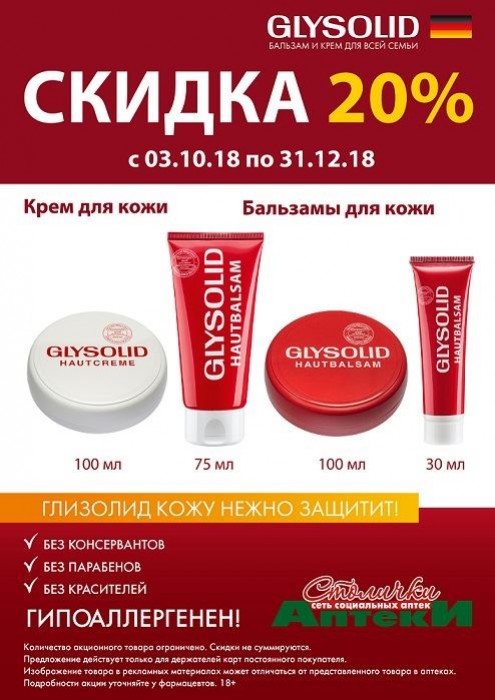 GLYSOLID
БАЛЬЗАМ И КРЕМ ДЛЯ ВСЕЙ СЕМЬИ
СКИДКА 20%
с 03.10.18 по 31.12.18
Крем для кожи
Бальзамы для кожи
GLYSOLID
HAUTCREME
GLYSOLID
HAUTBALSAM
GLYSOLID
HAUTBALSAM
GLYSOLID
HAUTBALSAM
100 мл
75 мл
100 мл
30 мл
ГЛИЗОЛИД КОЖУ НЕЖНО ЗАЩИТИТ!
БЕЗ КОНСЕРВАНТОВ
БЕЗ ПАРАБЕНОВ
БЕЗ КРАСИТЕЛЕЙ
ГИПОАЛЛЕРГЕНЕН!
Столички
сеть социальных аптек
АптекИ
Количество акционного товара ограничено. Скидки не суммируются.
Предложение действует только для держателей карт постоянного покупателя.
Изображение товара в рекламных материалах может отличаться от представленного товара в аптеках.
Подробности акции уточняйте у фармацевтов. 18+